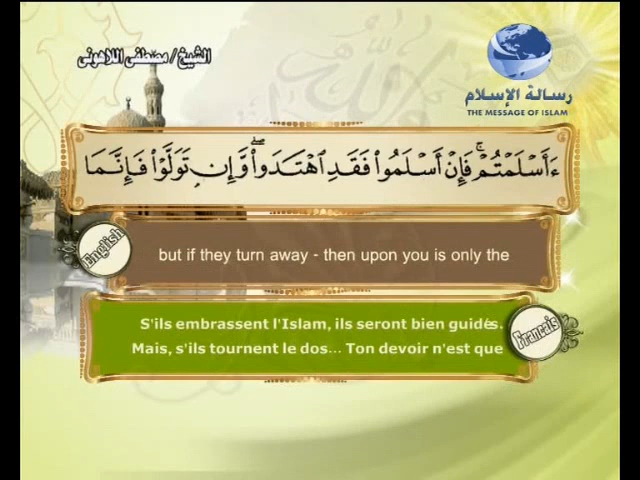 الشيخ / مصطفى اللاهونى
رسالة الإسلام
THE MESSAGE OF ISLAM
ءَأَسْلَمْتُمْ ۚ فَإِنْ أَسْلَمُوا۟ فَقَدِ ٱهْتَدَوا۟ ۖ وَّإِن تَوَلَّوْا۟ فَإِنَّمَا
English
but if they turn away - then upon you is only the
Francais
S'ils embrassent l'Islam, ils seront bien guidés.
Mais, s'ils tournent le dos... Ton devoir n'est que